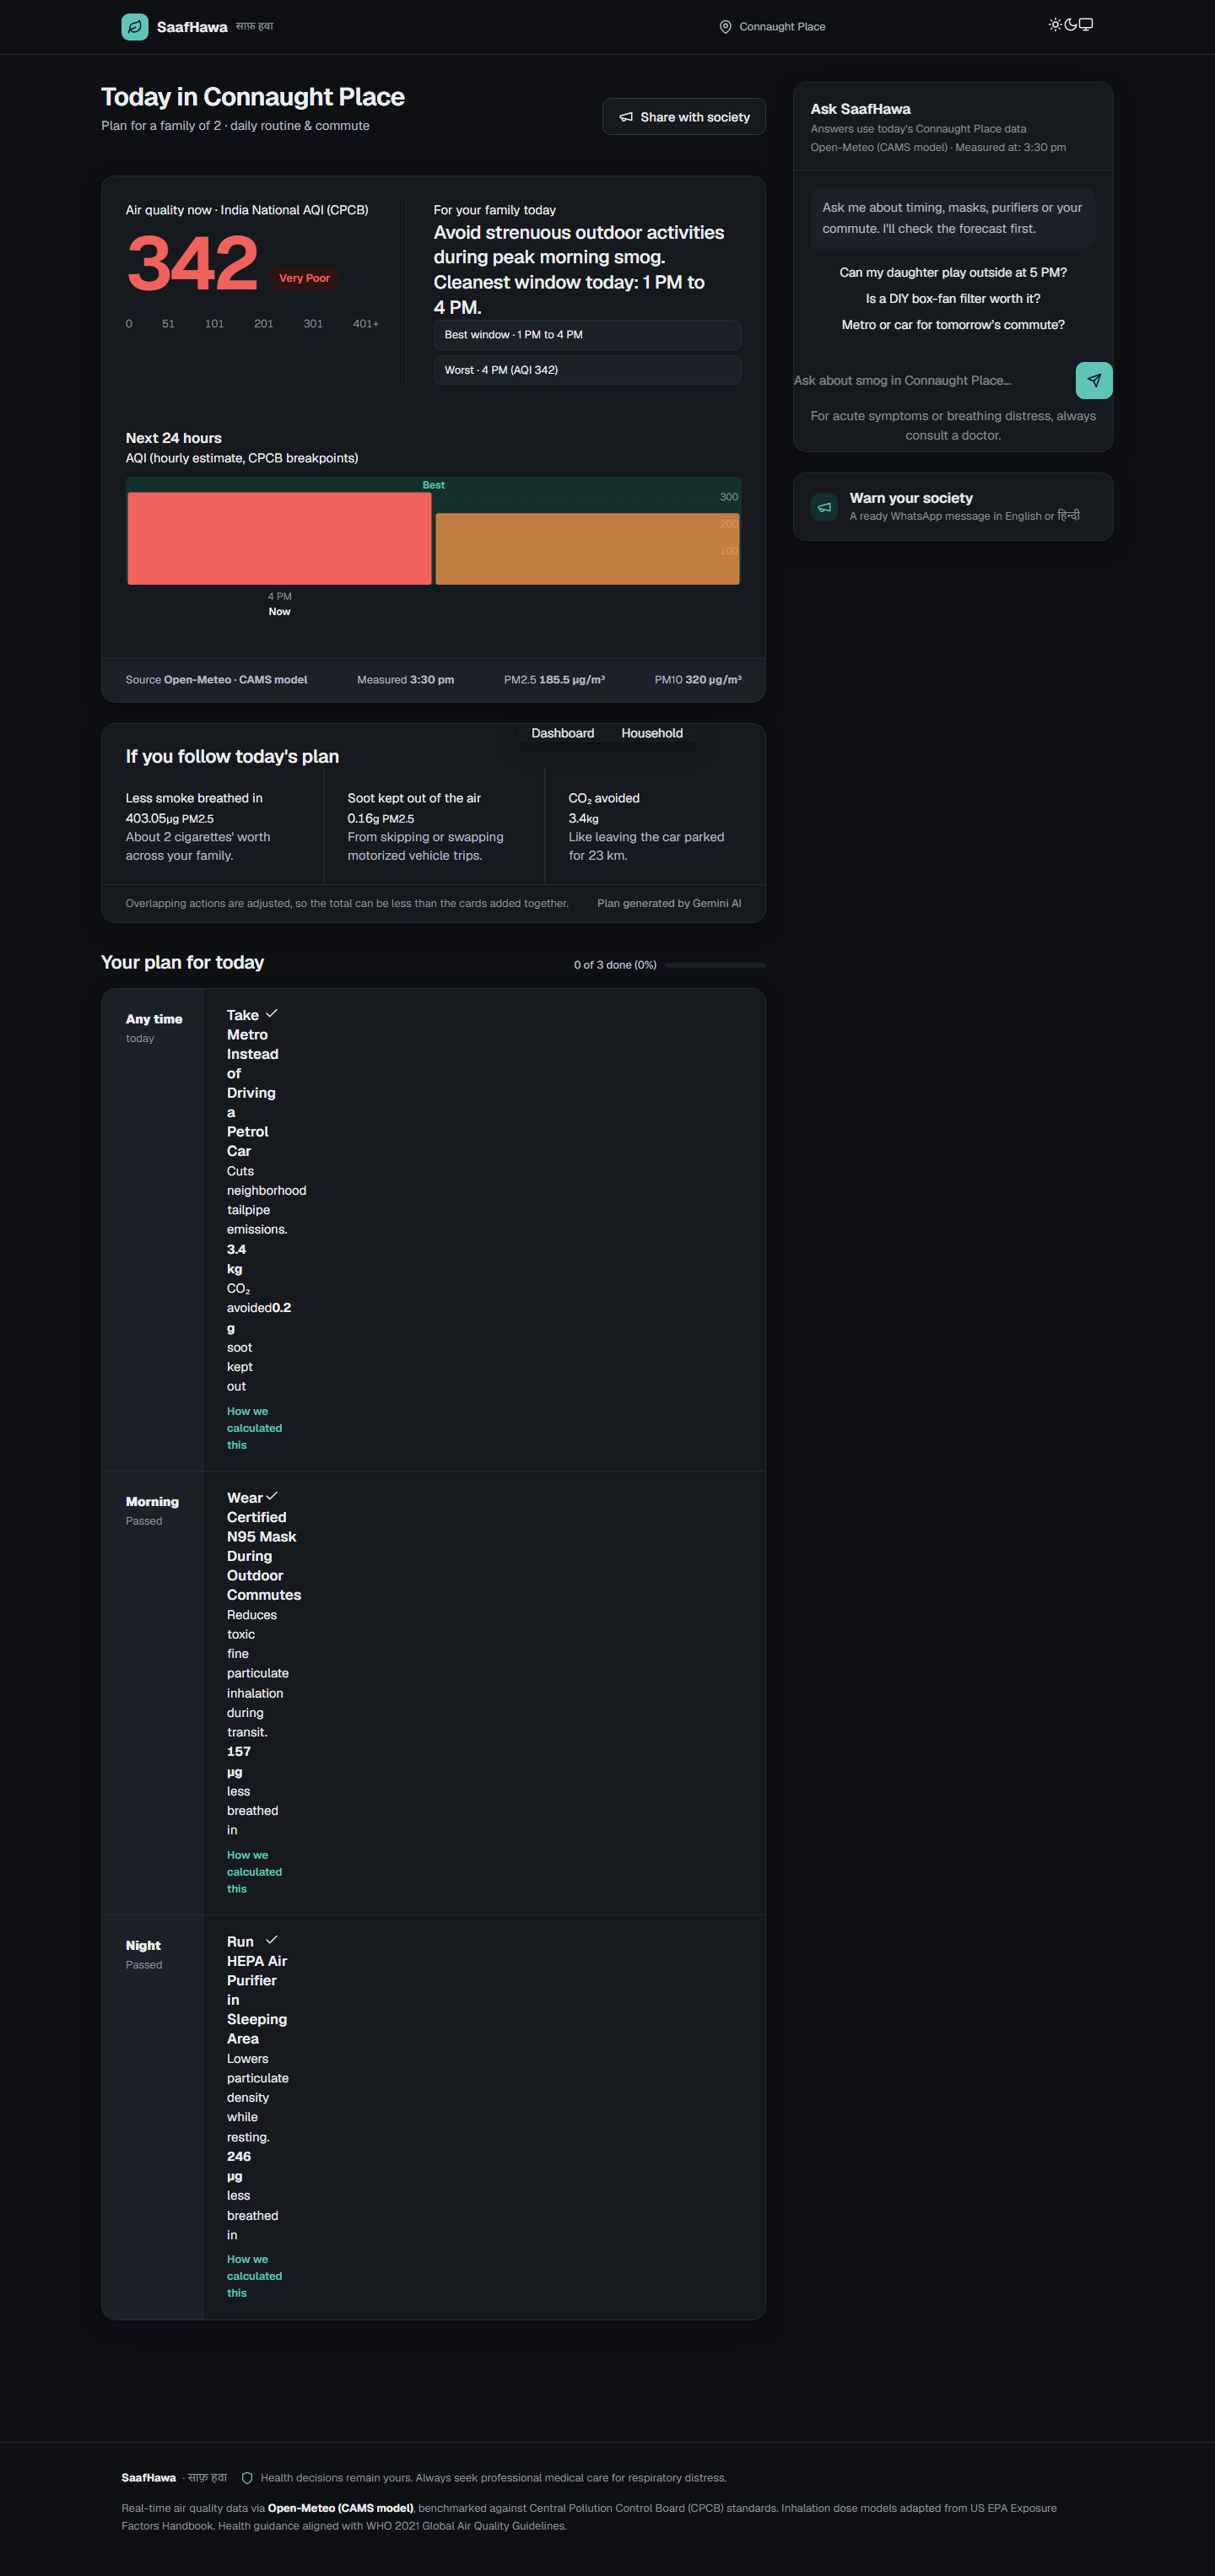 SaafHawa साफ़ हवा
Connaught Place
Today in Connaught Place
Plan for a family of 2 · daily routine & commute
Share with society
Air quality now · India National AQI (CPCB)
342 Very Poor
0 51 101 201 301 401+
For your family today
Avoid strenuous outdoor activities
during peak morning smog.
Cleanest window today: 1 PM to
4 PM.
Best window · 1 PM to 4 PM
Worst · 4 PM (AQI 342)
Next 24 hours
AQI (hourly estimate, CPCB breakpoints)
Best
300
200
100
4 PM
Now
Source Open-Meteo · CAMS model
Measured 3:30 pm
PM2.5 185.5 µg/m³
PM10 320 µg/m³
Dashboard Household
If you follow today's plan
Less smoke breathed in
403.05µg PM2.5
About 2 cigarettes' worth
across your family.
Soot kept out of the air
0.16g PM2.5
From skipping or swapping
motorized vehicle trips.
CO₂ avoided
3.4kg
Like leaving the car parked
for 23 km.
Overlapping actions are adjusted, so the total can be less than the cards added together.
Plan generated by Gemini AI
Your plan for today
0 of 3 done (0%)
Any time
today
Take
Metro
Instead
of
Driving
a
Petrol
Car
Cuts
neighborhood
tailpipe
emissions.
3.4
kg
CO₂
avoided0.2
g
soot
kept
out
How we
calculated
this
Morning
Passed
Wear
Certified
N95 Mask
During
Outdoor
Commutes
Reduces
toxic
fine
particulate
inhalation
during
transit.
157
µg
less
breathed
in
How we
calculated
this
Night
Passed
Run
HEPA Air
Purifier
in
Sleeping
Area
Lowers
particulate
density
while
resting.
246
µg
less
breathed
in
How we
calculated
this
Ask SaafHawa
Answers use today's Connaught Place data
Open-Meteo (CAMS model) · Measured at: 3:30 pm
Ask me about timing, masks, purifiers or your
commute. I'll check the forecast first.
Can my daughter play outside at 5 PM?
Is a DIY box-fan filter worth it?
Metro or car for tomorrow's commute?
Ask about smog in Connaught Place...
For acute symptoms or breathing distress, always
consult a doctor.
Warn your society
A ready WhatsApp message in English or हिन्दी
SaafHawa · साफ़ हवा
Health decisions remain yours. Always seek professional medical care for respiratory distress.
Real-time air quality data via Open-Meteo (CAMS model), benchmarked against Central Pollution Control Board (CPCB) standards. Inhalation dose models adapted from US EPA Exposure
Factors Handbook. Health guidance aligned with WHO 2021 Global Air Quality Guidelines.